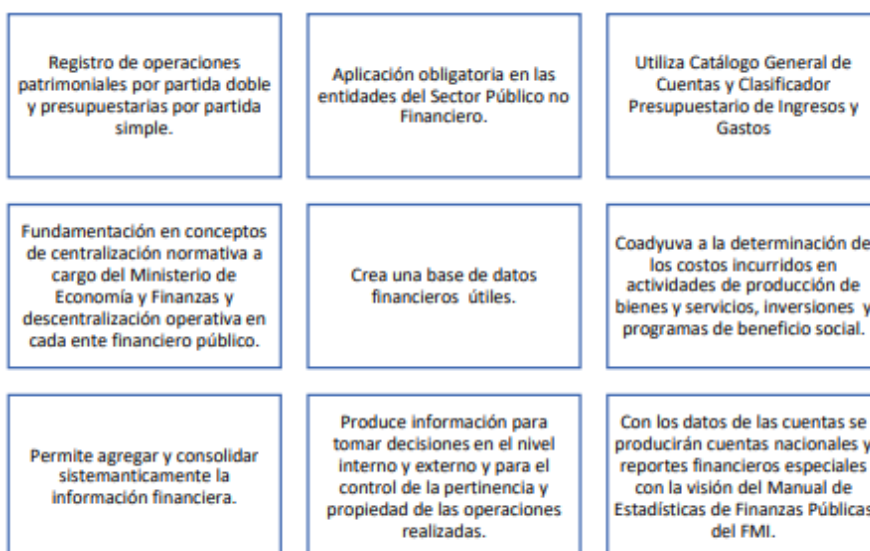 Registro de operaciones
patrimoniales por partida doble
y presupuestarias por partida
simple.
Aplicación obligatoria en las
entidades del Sector Público no
Financiero.
Utiliza Catálogo General de
Cuentas y Clasificador
Presupuestario de Ingresos y
Gastos
Fundamentación en conceptos
de centralización normativa a
cargo del Ministerio de
Economía y Finanzas y
descentralización operativa en
cada ente financiero público.
Crea una base de datos
financieros útiles.
Coadyuva a la determinación de
los costos incurridos en
actividades de producción de
bienes y servicios, inversiones y
programas de beneficio social.
Permite agregar y consolidar
sistemanticamente la
información financiera.
Produce información para
tomar decisiones en el nivel
interno y externo y para el
control de la pertinencia y
propiedad de las operaciones
realizadas.
Con los datos de las cuentas se
producirán cuentas nacionales y
reportes financieros especiales
con la visión del Manual de
Estadísticas de Finanzas Públicas
del FMI.